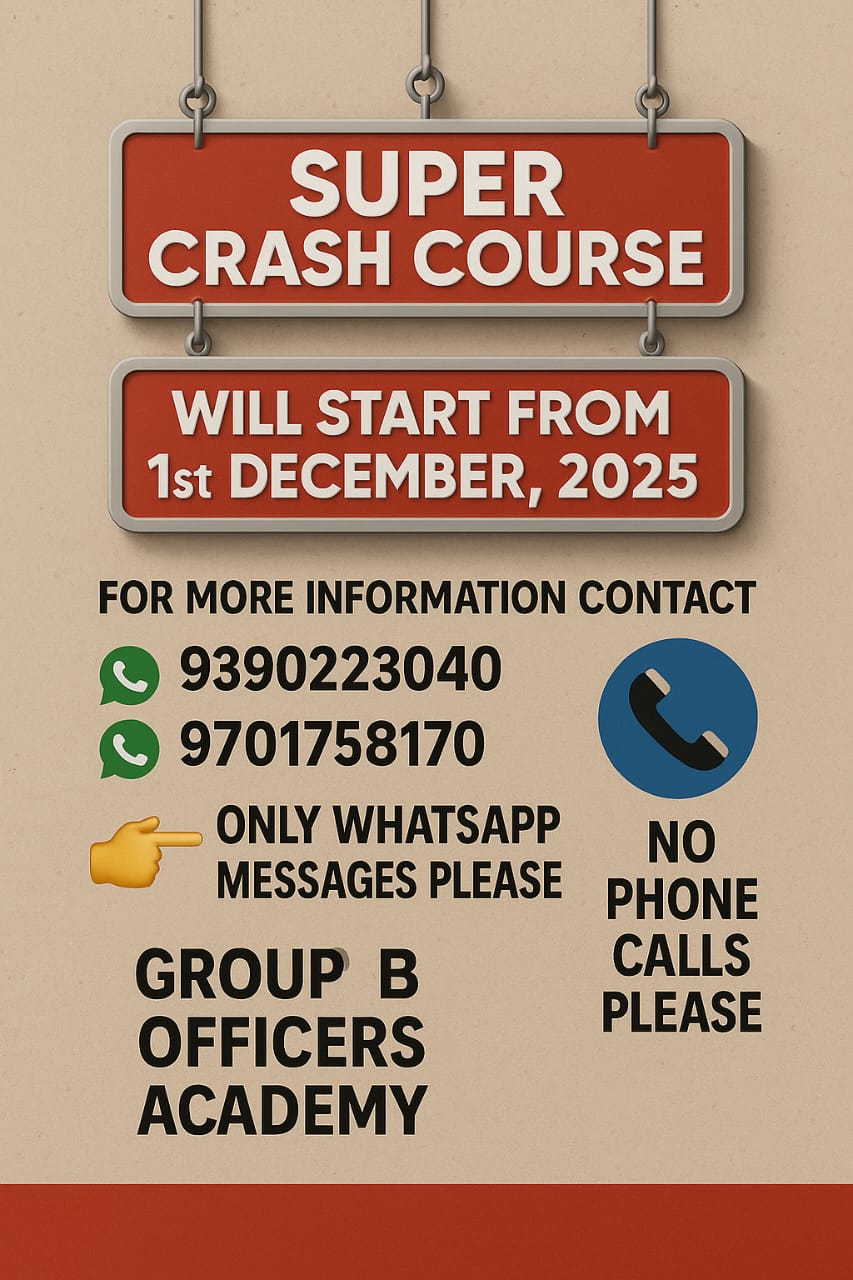 SUPER
CRASH COURSE
WILL START FROM
1st DECEMBER, 2025
FOR MORE INFORMATION CONTACT
9390223040
9701758170
ONLY WHATSAPP
MESSAGES PLEASE
NO
PHONE
CALLS
PLEASE
GROUP B
OFFICERS
ACADEMY